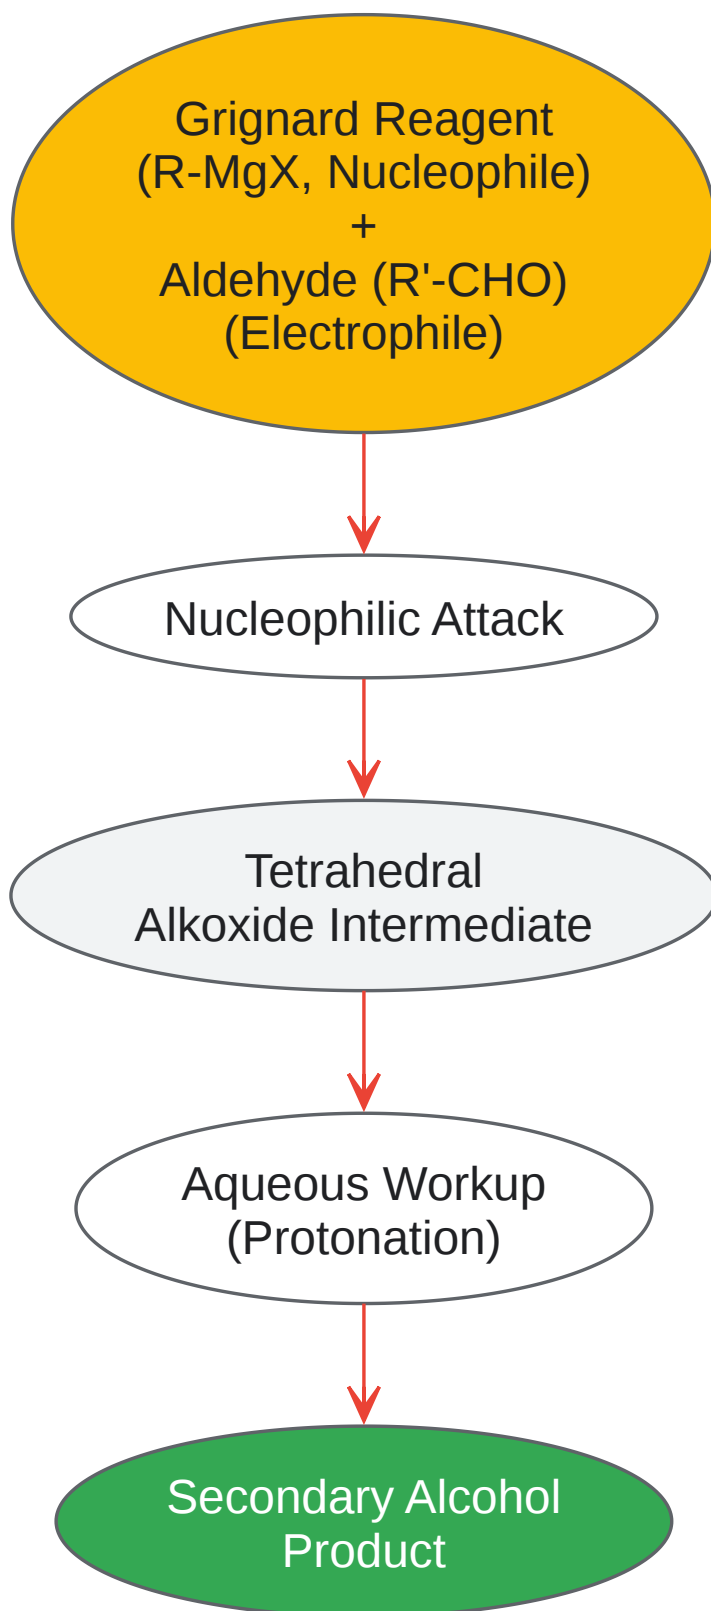 Grignard Reagent
(R-MgX, Nucleophile)
+
Aldehyde (R'-CHO)
(Electrophile)
Nucleophilic Attack
Tetrahedral
Alkoxide Intermediate
Aqueous Workup
(Protonation)
Secondary Alcohol
Product